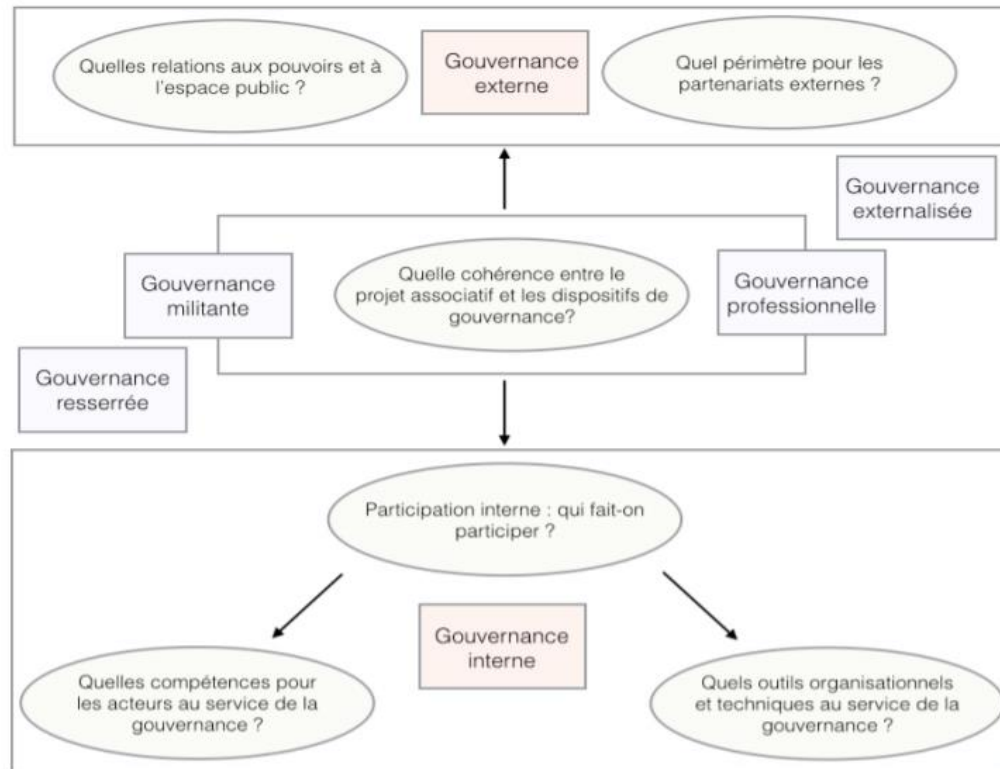 Quelles relations aux pouvoirs et à
l'espace public ?
Gouvernance
externe
Quel périmètre pour les
partenariats externes ?
Gouvernance
externalisée
Gouvernance
militante
Quelle cohérence entre le
projet associatif et les dispositifs de
gouvernance?
Gouvernance
professionnelle
Gouvernance
resserrée
Participation interne : qui fait-on
participer ?
Gouvernance
interne
Quelles compétences pour
les acteurs au service de la
gouvernance ?
Quels outils organisationnels
et techniques au service de la
gouvernance ?